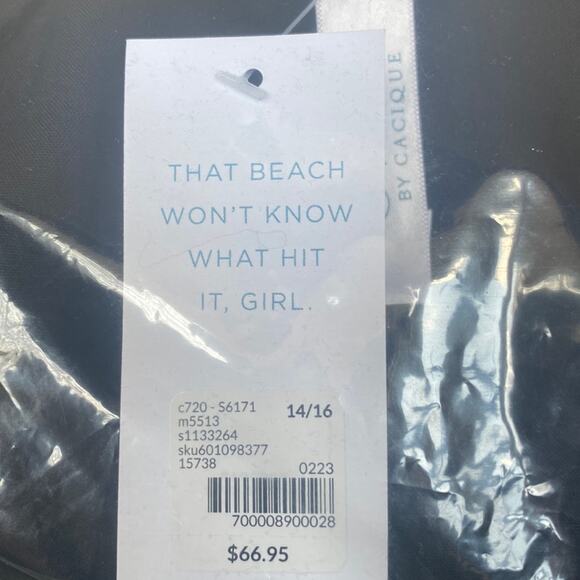 THAT BEACH
WON'T KNOW
WHAT HIT
IT, GIRL.
BY CACIQUE
c720 - S6171
14/16
m5513
s1133264
sku601098377
15738
0223
700008900028
$66.95